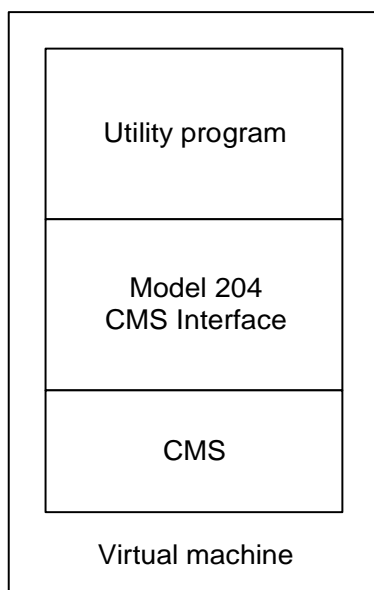 Utility program
Model 204
CMS Interface
CMS
Virtual machine